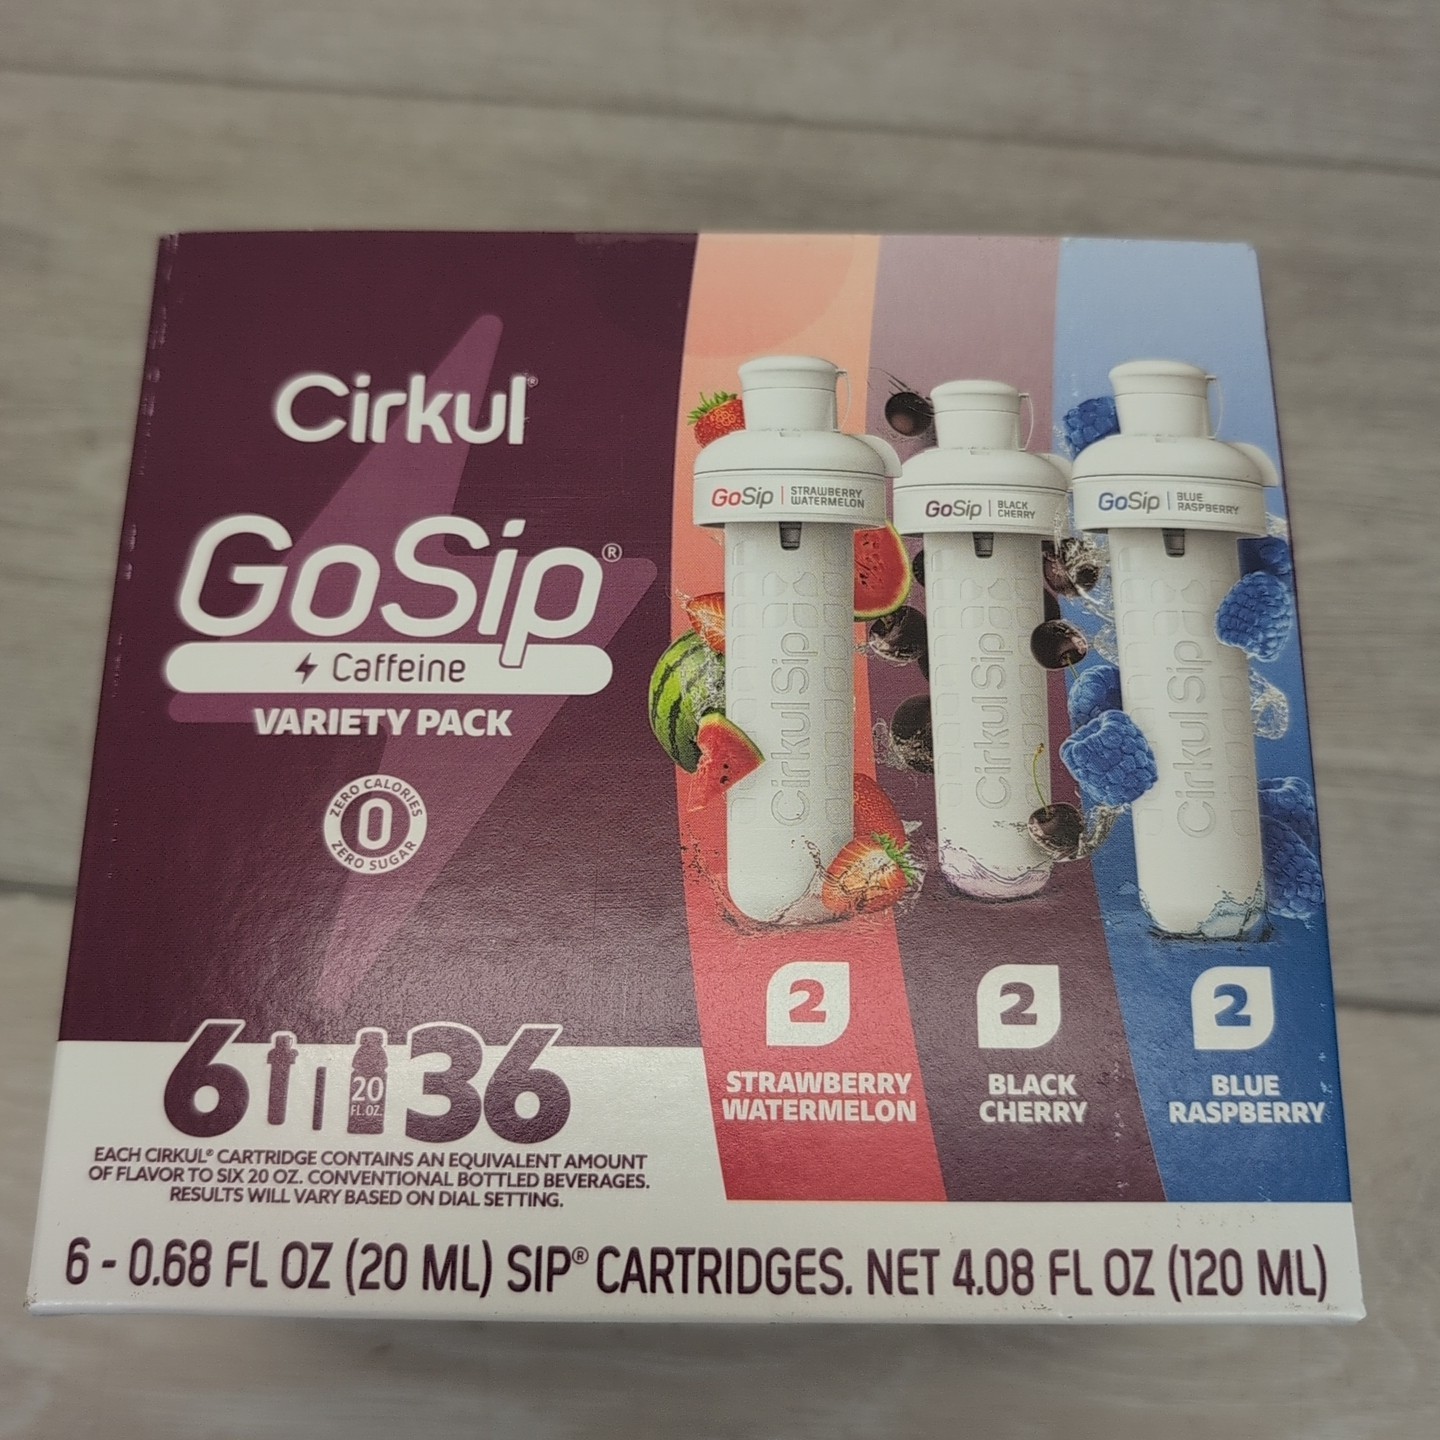 Cirkul®
GoSip®
Caffeine
VARIETY PACK
ZERO CALORIES
0
ZERO SUGAR
GoSip | STRAWBERRY WATERMELON
Cirkul Sip
GoSip | BLACK CHERRY
Cirkul Sip
GoSip | BLUE RASPBERRY
Cirkul Sip
2
STRAWBERRY
WATERMELON
2
BLACK
CHERRY
2
BLUE
RASPBERRY
6 20 FL. OZ. 36
EACH CIRKUL® CARTRIDGE CONTAINS AN EQUIVALENT AMOUNT
OF FLAVOR TO SIX 20 OZ. CONVENTIONAL BOTTLED BEVERAGES.
RESULTS WILL VARY BASED ON DIAL SETTING.
6 - 0.68 FL OZ (20 ML) SIP® CARTRIDGES. NET 4.08 FL OZ (120 ML)